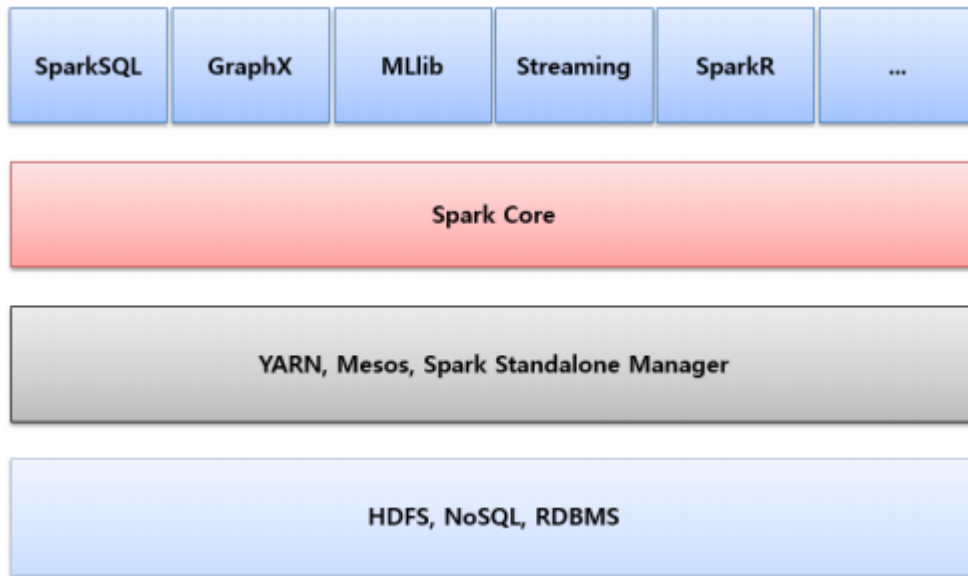 SparkSQL GraphX MLlib Streaming SparkR ...
Spark Core
YARN, Mesos, Spark Standalone Manager
HDFS, NoSQL, RDBMS